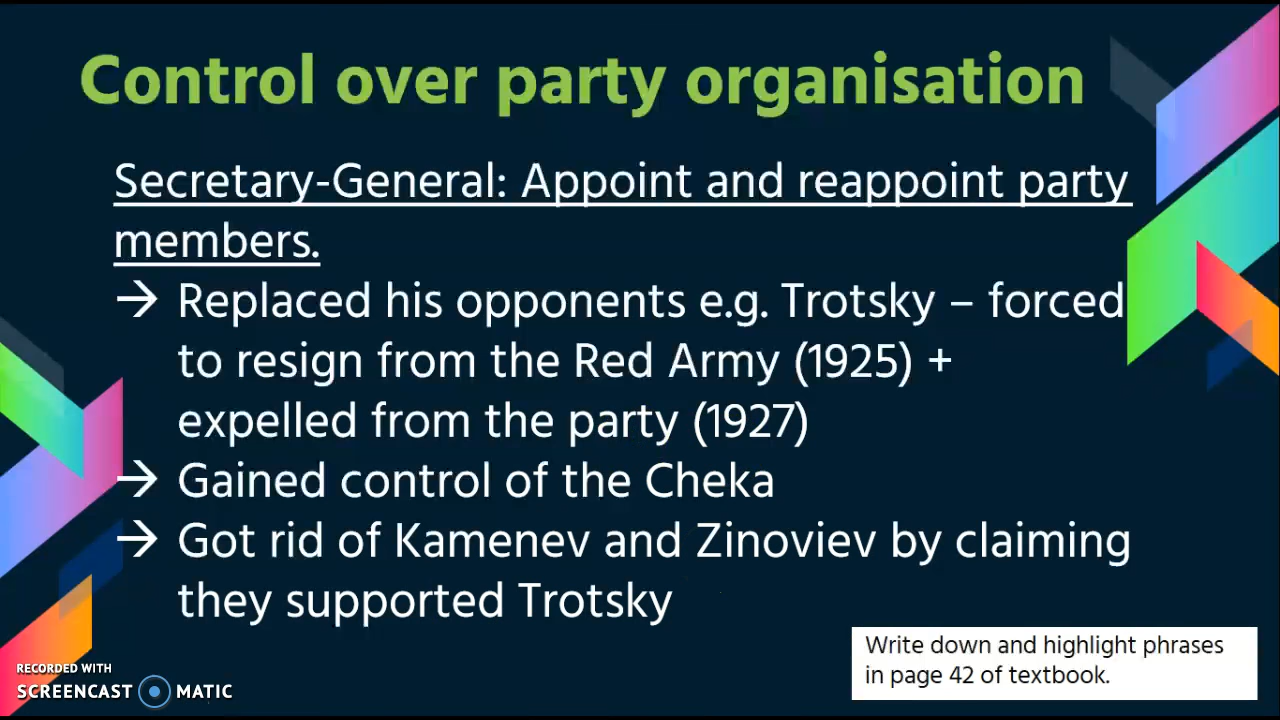 Control over party organisation
Secretary-General: Appoint and reappoint party
members.
→ Replaced his opponents e.g. Trotsky – forced
to resign from the Red Army (1925) +
expelled from the party (1927)
→ Gained control of the Cheka
→ Got rid of Kamenev and Zinoviev by claiming
they supported Trotsky
Write down and highlight phrases
in page 42 of textbook.
RECORDED WITH
SCREENCAST MATIC